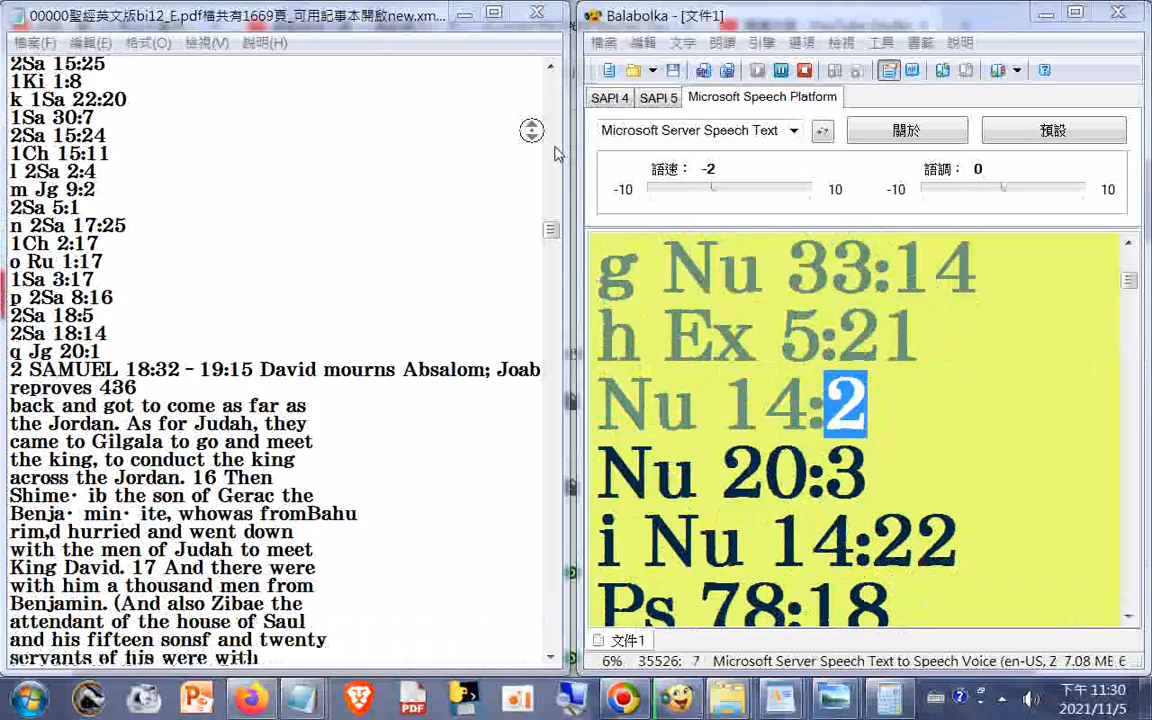 00000聖經英文版bi12_E.pdf檔共有1669頁_可用記事本開啟new.xm...
檔案(F) 編輯(E) 格式(O) 檢視(V) 說明(H)
2Sa 15:25
1Ki 1:8
k 1Sa 22:20
1Sa 30:7
2Sa 15:24
1Ch 15:11
l 2Sa 2:4
m Jg 9:2
2Sa 5:1
n 2Sa 17:25
1Ch 2:17
o Ru 1:17
1Sa 3:17
p 2Sa 8:16
2Sa 18:5
2Sa 18:14
q Jg 20:1
2 SAMUEL 18:32 - 19:15 David mourns Absalom; Joab
reproves 436
back and got to come as far as
the Jordan. As for Judah, they
came to Gilgala to go and meet
the king, to conduct the king
across the Jordan. 16 Then
Shime· ib the son of Gerac the
Benja· min· ite, whowas fromBahu
rim,d hurried and went down
with the men of Judah to meet
King David. 17 And there were
with him a thousand men from
Benjamin. (And also Zibae the
attendant of the house of Saul
and his fifteen sonsf and twenty
servants of his were with
Balabolka - [文件1]
檔案 編輯 文字 朗讀 引擎 選項 檢視 工具 書籤 說明
SAPI 4 SAPI 5 Microsoft Speech Platform
Microsoft Server Speech Text 關於 預設
語速： -2 語調： 0
-10 10 -10 10
g Nu 33:14
h Ex 5:21
Nu 14:2
Nu 20:3
i Nu 14:22
Ps 78:18
文件1
6% 35526: 7 Microsoft Server Speech Text to Speech Voice (en-US, 2 7.08 MB 6
PDF
下午 11:30
2021/11/5